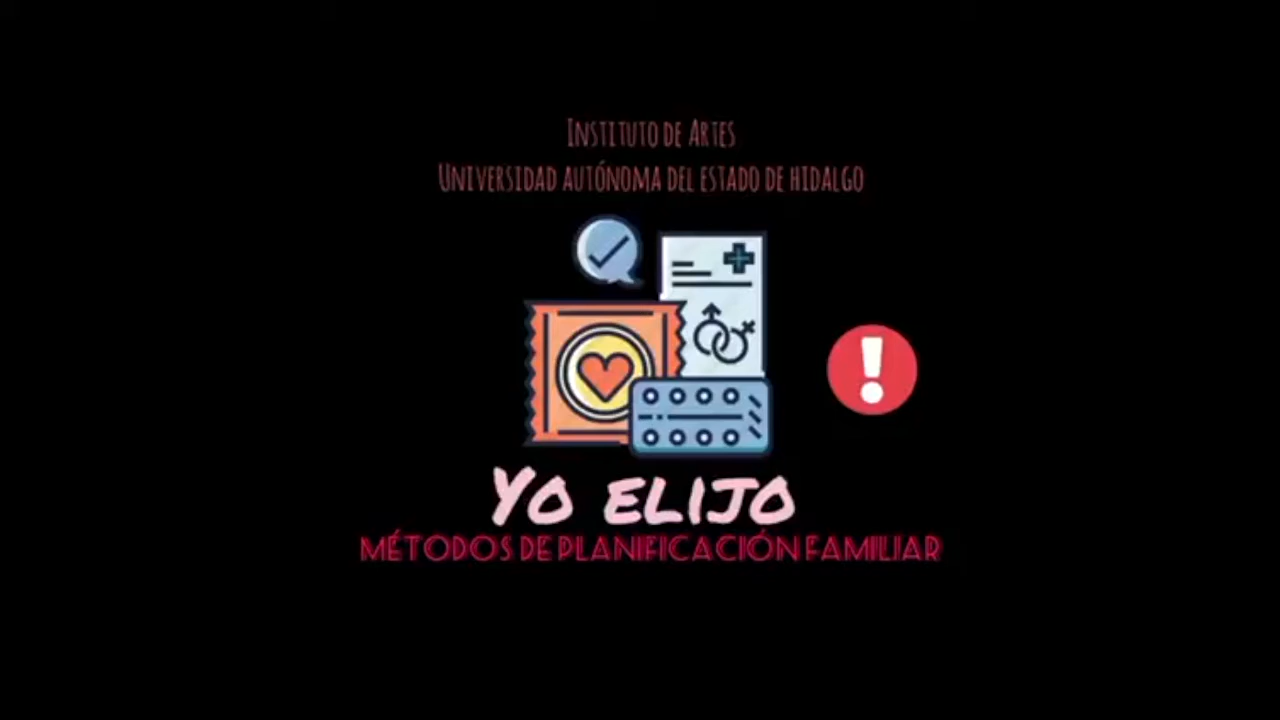 Instituto de Artes
Universidad autónoma del estado de hidalgo
Yo elijo
MÉTODOS DE PLANIFICACIÓN FAMILIAR